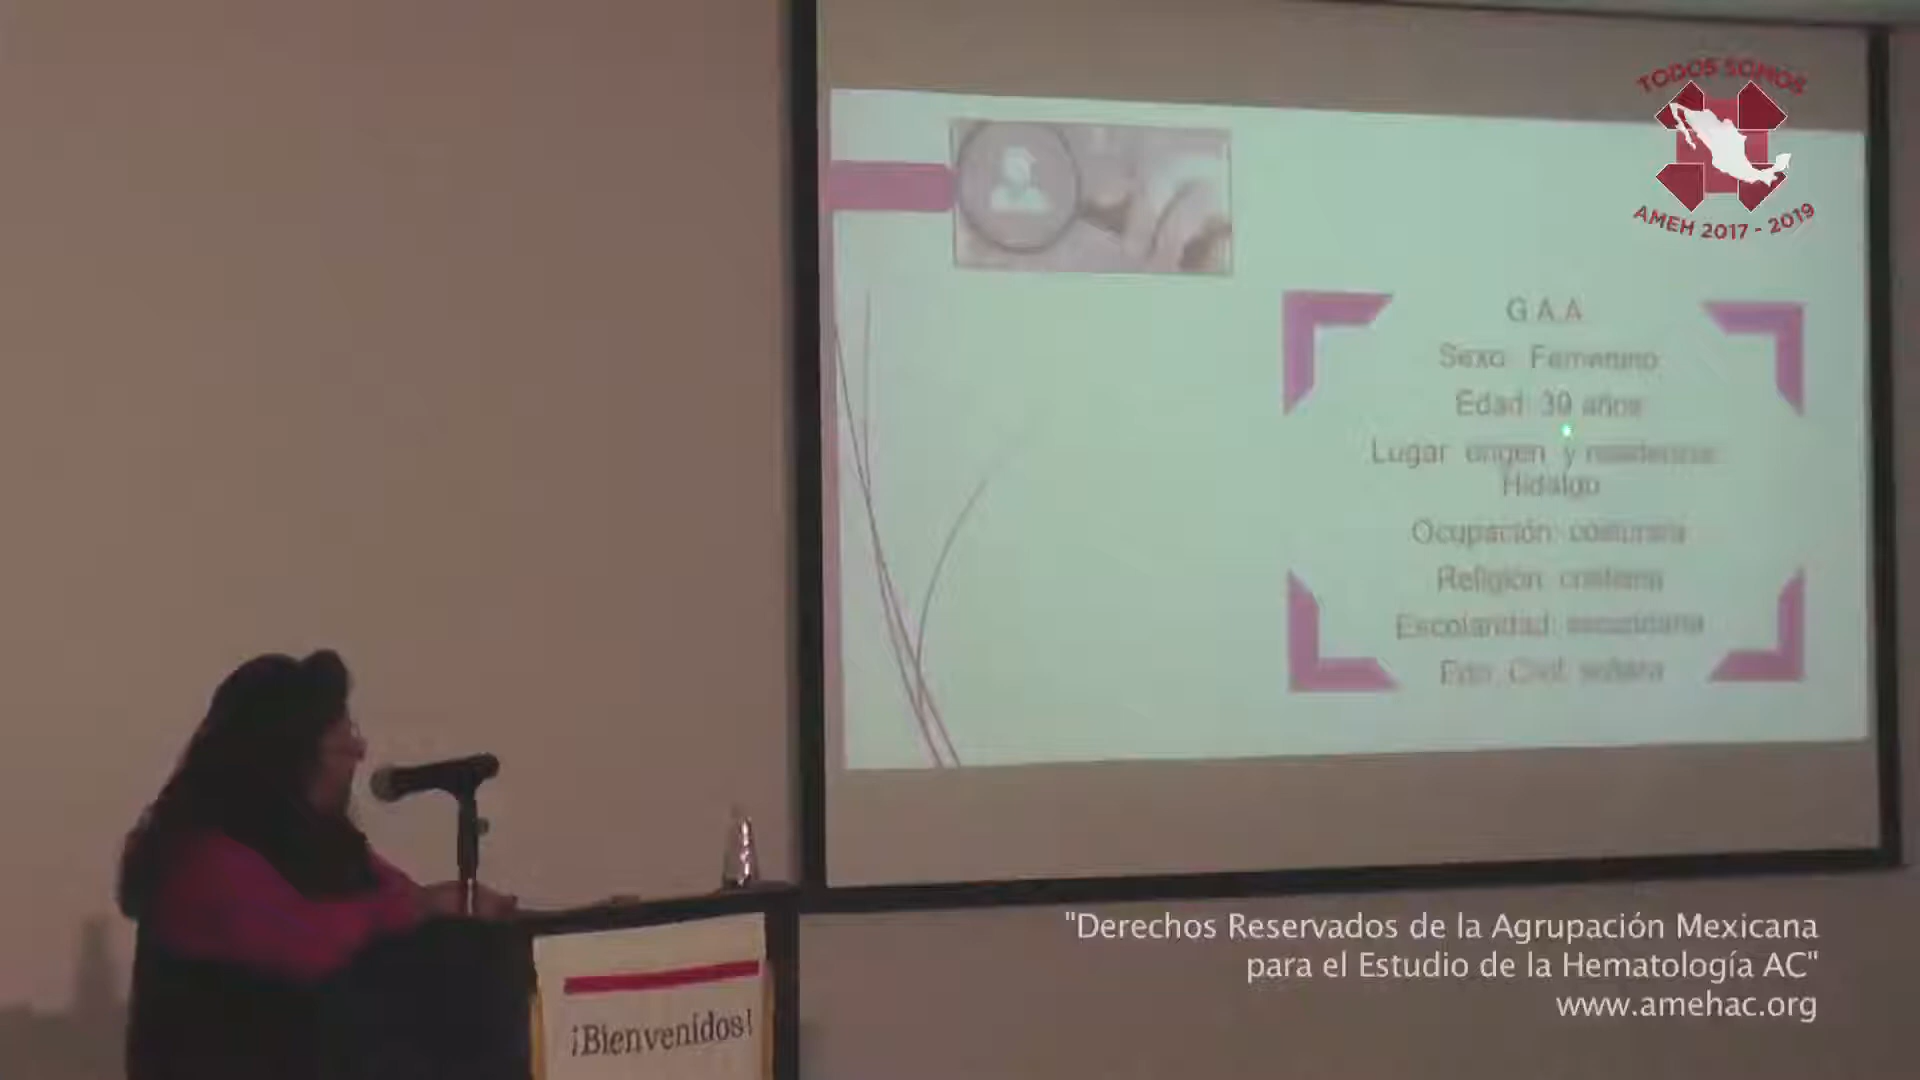 TODOS SOMOS
AMEH 2017 - 2019
G.A.A
Sexo: Femenino
Edad: 39 años
Lugar origen y residencia:
Hidalgo
Ocupación: costurera
Religión: cristiana
Escolaridad: secundaria
Edo. Civil: soltera
¡Bienvenidos!
"Derechos Reservados de la Agrupación Mexicana
para el Estudio de la Hematología AC"
www.amehac.org